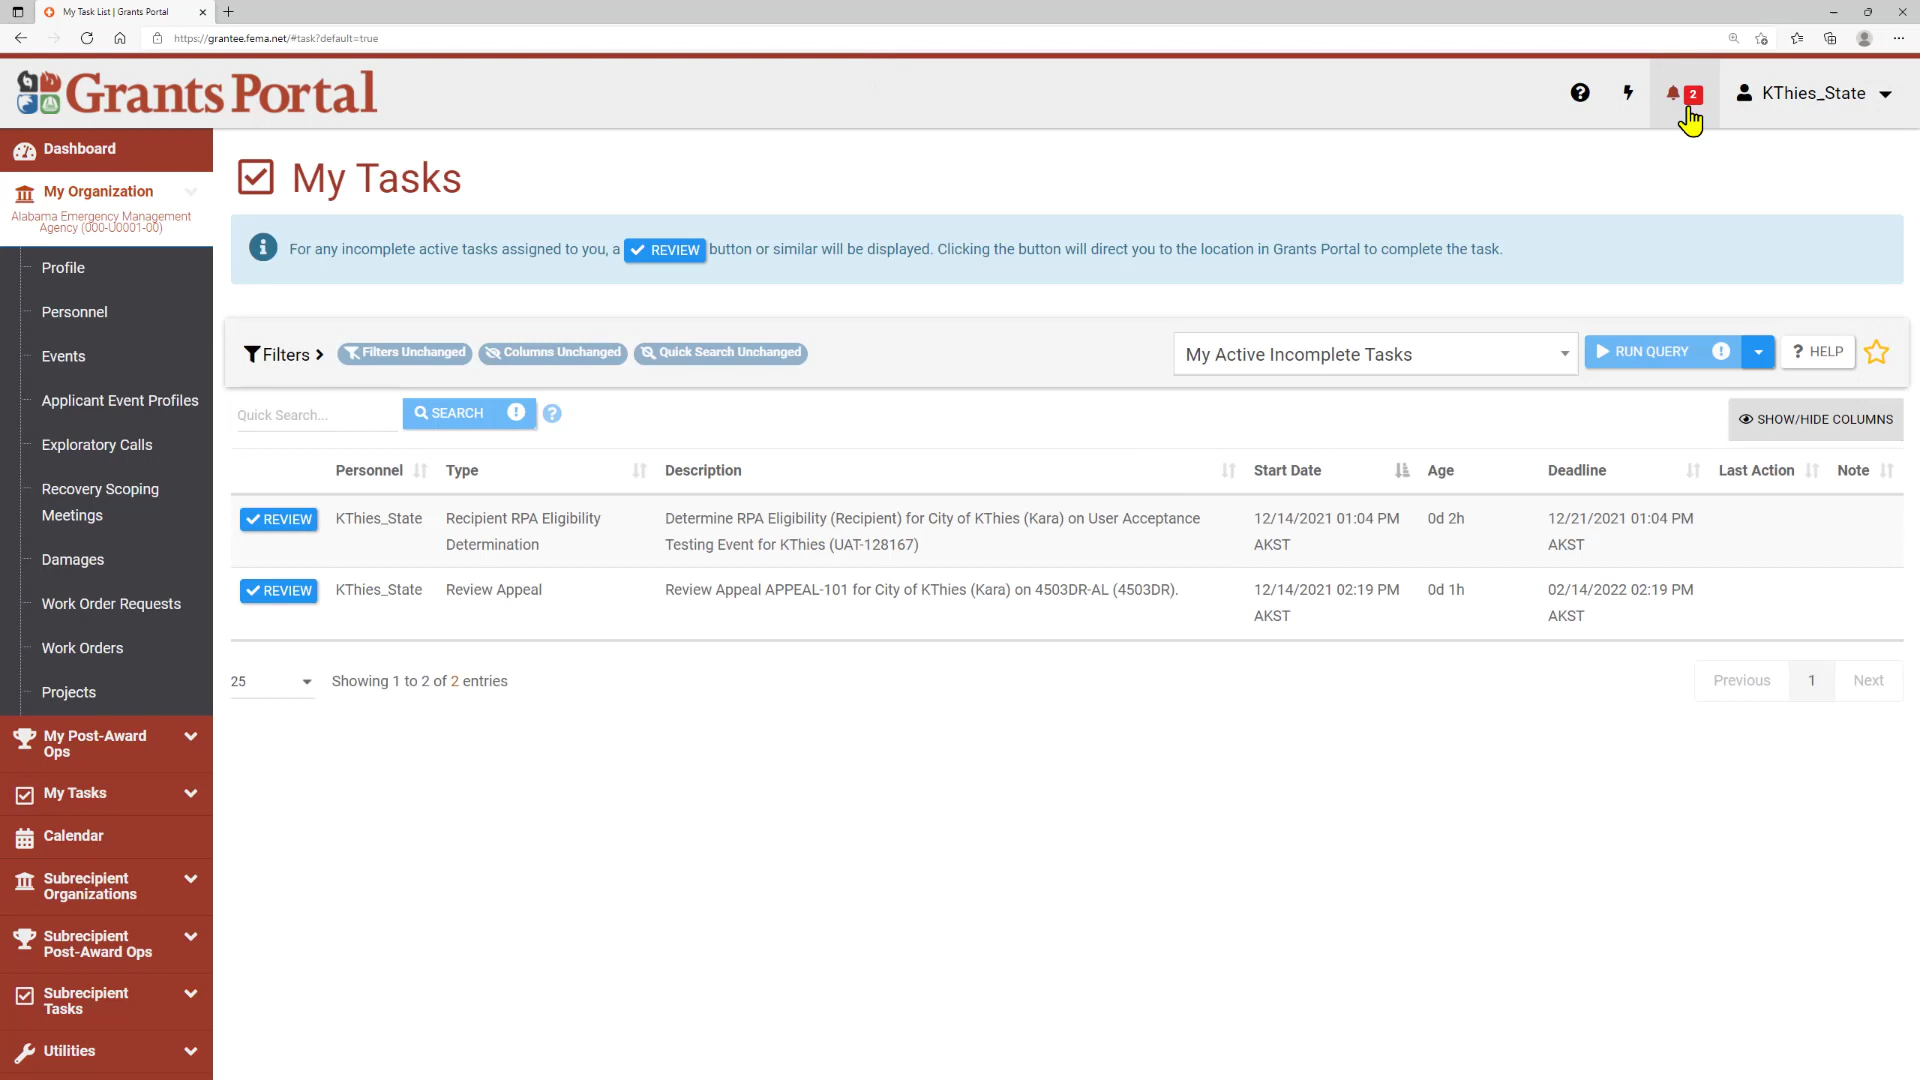 My Task List | Grants Portal
https://grantee.fema.net/#task?default=true
Grants Portal
2
KThies_State
Dashboard
My Organization
Alabama Emergency Management
Agency (000-U0001-00)
Profile
Personnel
Events
Applicant Event Profiles
Exploratory Calls
Recovery Scoping
Meetings
Damages
Work Order Requests
Work Orders
Projects
My Post-Award
Ops
My Tasks
Calendar
Subrecipient
Organizations
Subrecipient
Post-Award Ops
Subrecipient
Tasks
Utilities
My Tasks
For any incomplete active tasks assigned to you, a REVIEW button or similar will be displayed. Clicking the button will direct you to the location in Grants Portal to complete the task.
Filters Filters Unchanged Columns Unchanged Quick Search Unchanged My Active Incomplete Tasks RUN QUERY ? HELP
Quick Search... SEARCH SHOW/HIDE COLUMNS
Personnel Type Description Start Date Age Deadline Last Action Note
REVIEW KThies_State Recipient RPA Eligibility Determine RPA Eligibility (Recipient) for City of KThies (Kara) on User Acceptance 12/14/2021 01:04 PM 0d 2h 12/21/2021 01:04 PM
Determination Testing Event for KThies (UAT-128167) AKST AKST
REVIEW KThies_State Review Appeal Review Appeal APPEAL-101 for City of KThies (Kara) on 4503DR-AL (4503DR). 12/14/2021 02:19 PM 0d 1h 02/14/2022 02:19 PM
AKST AKST
25 Showing 1 to 2 of 2 entries Previous 1 Next